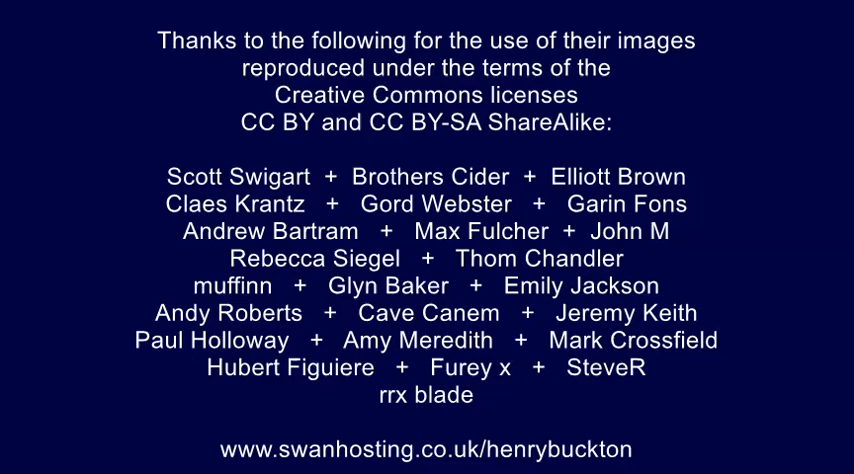 Thanks to the following for the use of their images
reproduced under the terms of the
Creative Commons licenses
CC BY and CC BY-SA ShareAlike:
Scott Swigart + Brothers Cider + Elliott Brown
Claes Krantz + Gord Webster + Garin Fons
Andrew Bartram + Max Fulcher + John M
Rebecca Siegel + Thom Chandler
muffinn + Glyn Baker + Emily Jackson
Andy Roberts + Cave Canem + Jeremy Keith
Paul Holloway + Amy Meredith + Mark Crossfield
Hubert Figuiere + Furey x + SteveR
rrx blade
www.swanhosting.co.uk/henrybuckton